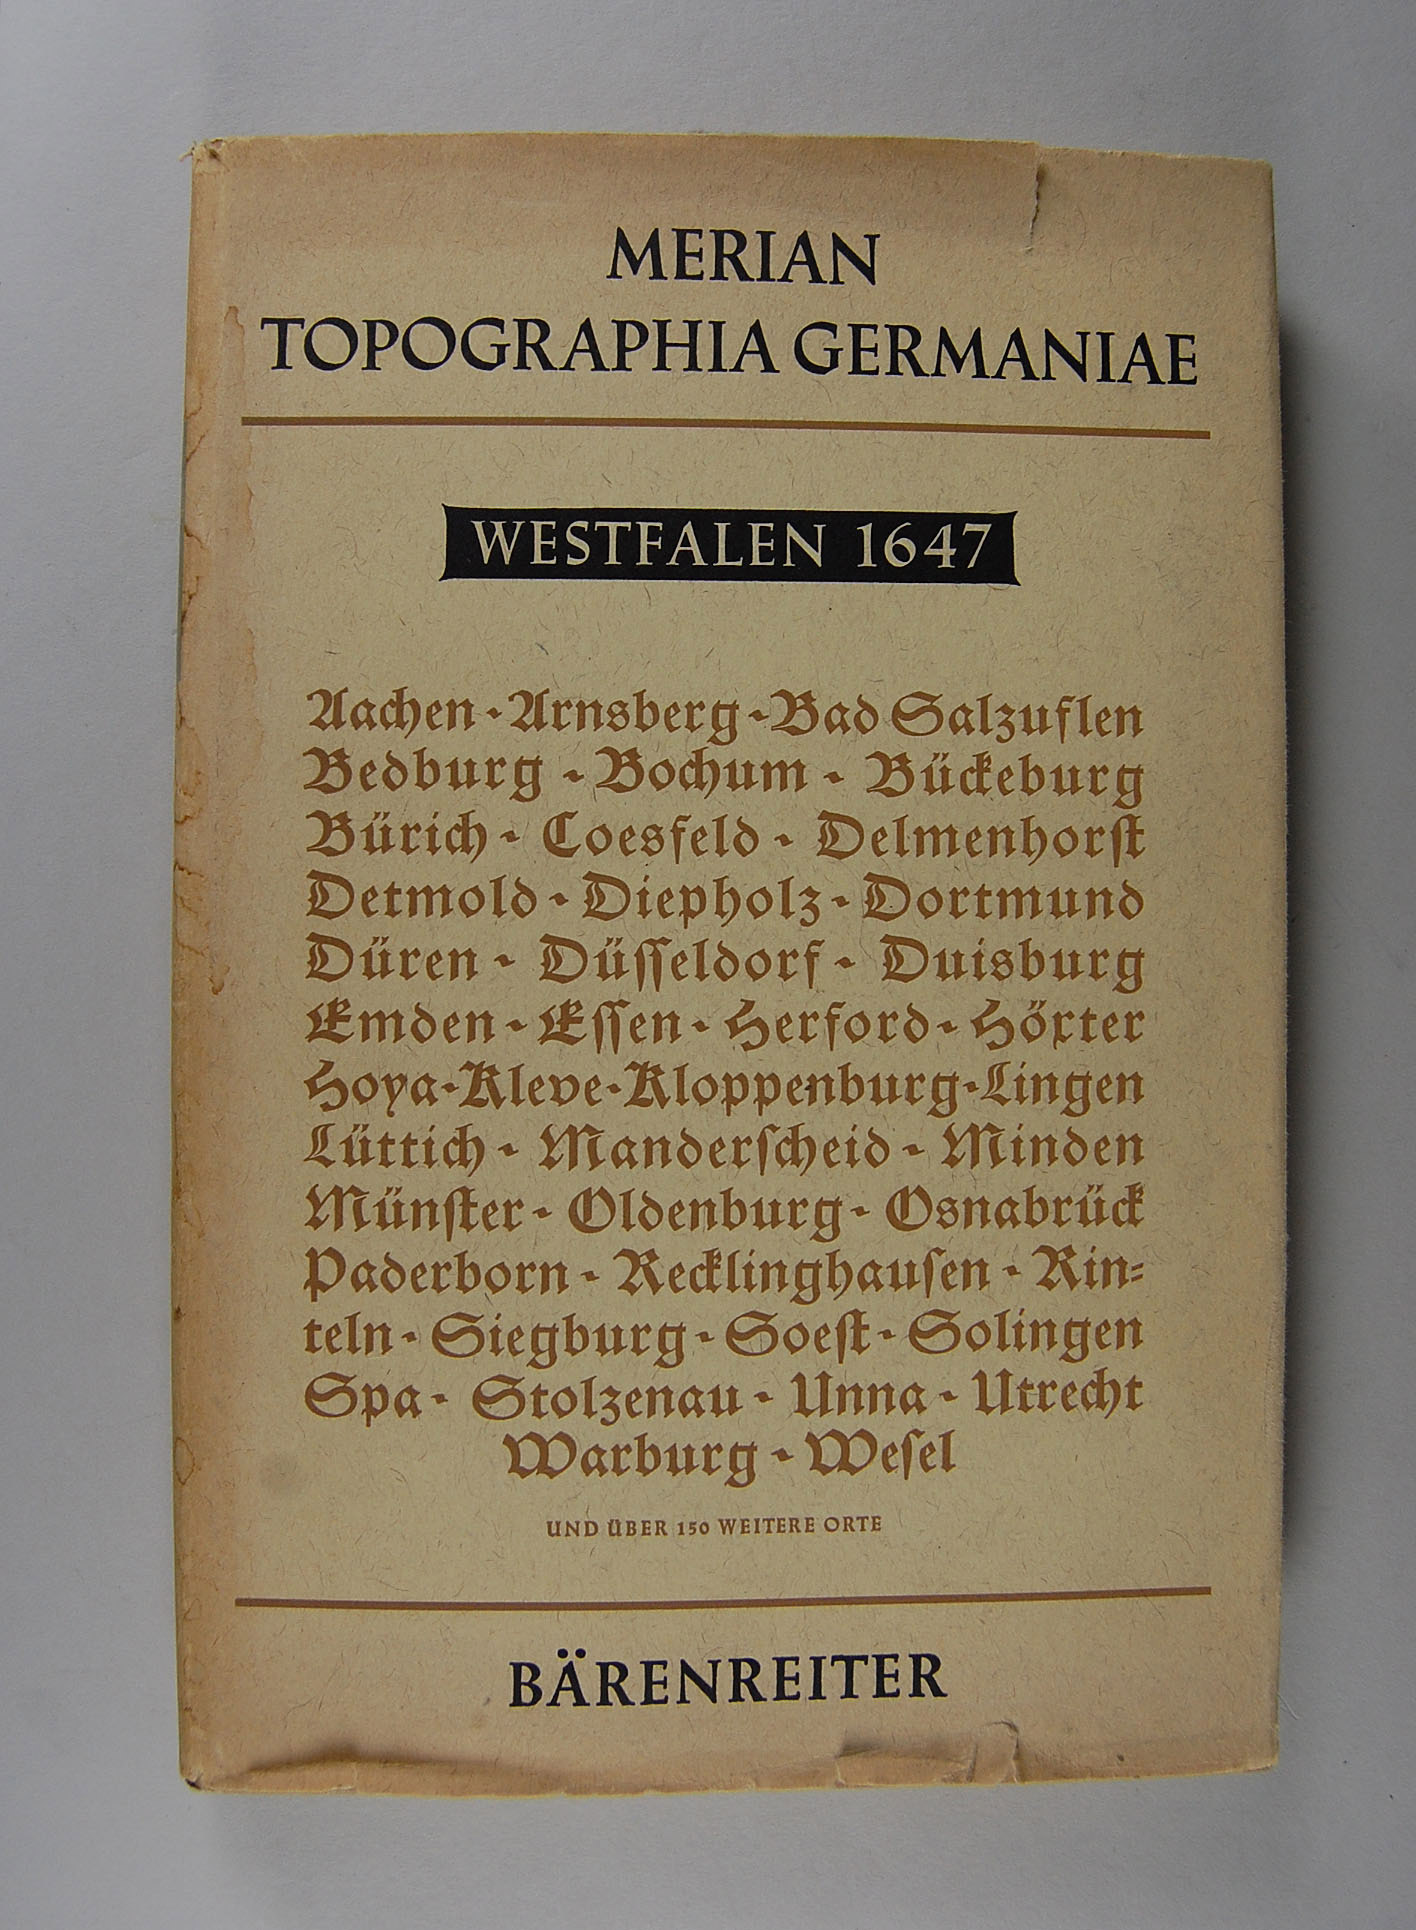 MERIAN
TOPOGRAPHIA GERMANIAE
WESTFALEN 1647
Aachen · Arnsberg · Bad Salzuflen
Bedburg · Bochum · Bückeburg
Bürich · Coesfeld · Delmenhorſt
Detmold · Diepholz · Dortmund
Düren · Düſſeldorf · Duisburg
Emden · Eſſen · Herford · Höxter
Hoya · Kleve · Kloppenburg · Lingen
Lüttich · Manderſcheid · Minden
Münſter · Oldenburg · Osnabrück
Paderborn · Recklinghauſen · Rin⸗
teln · Siegburg · Soeſt · Solingen
Spa · Stolzenau · Unna · Utrecht
Warburg · Weſel
UND ÜBER 150 WEITERE ORTE
BÄRENREITER